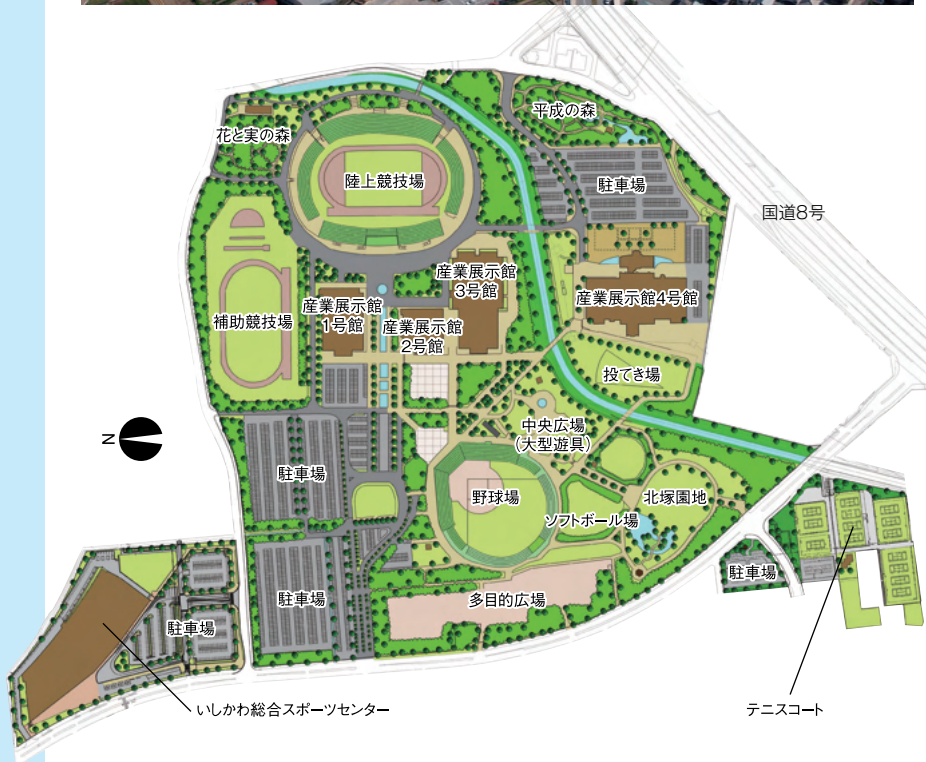 平成の森
花と実の森
陸上競技場
駐車場
国道8号
産業展示館
3号館
産業展示館4号館
産業展示館
1号館
補助競技場
産業展示館
2号館
投てき場
中央広場
(大型遊具)
N
駐車場
野球場
北塚園地
ソフトボール場
駐車場
駐車場
多目的広場
駐車場
いしかわ総合スポーツセンター
テニスコート